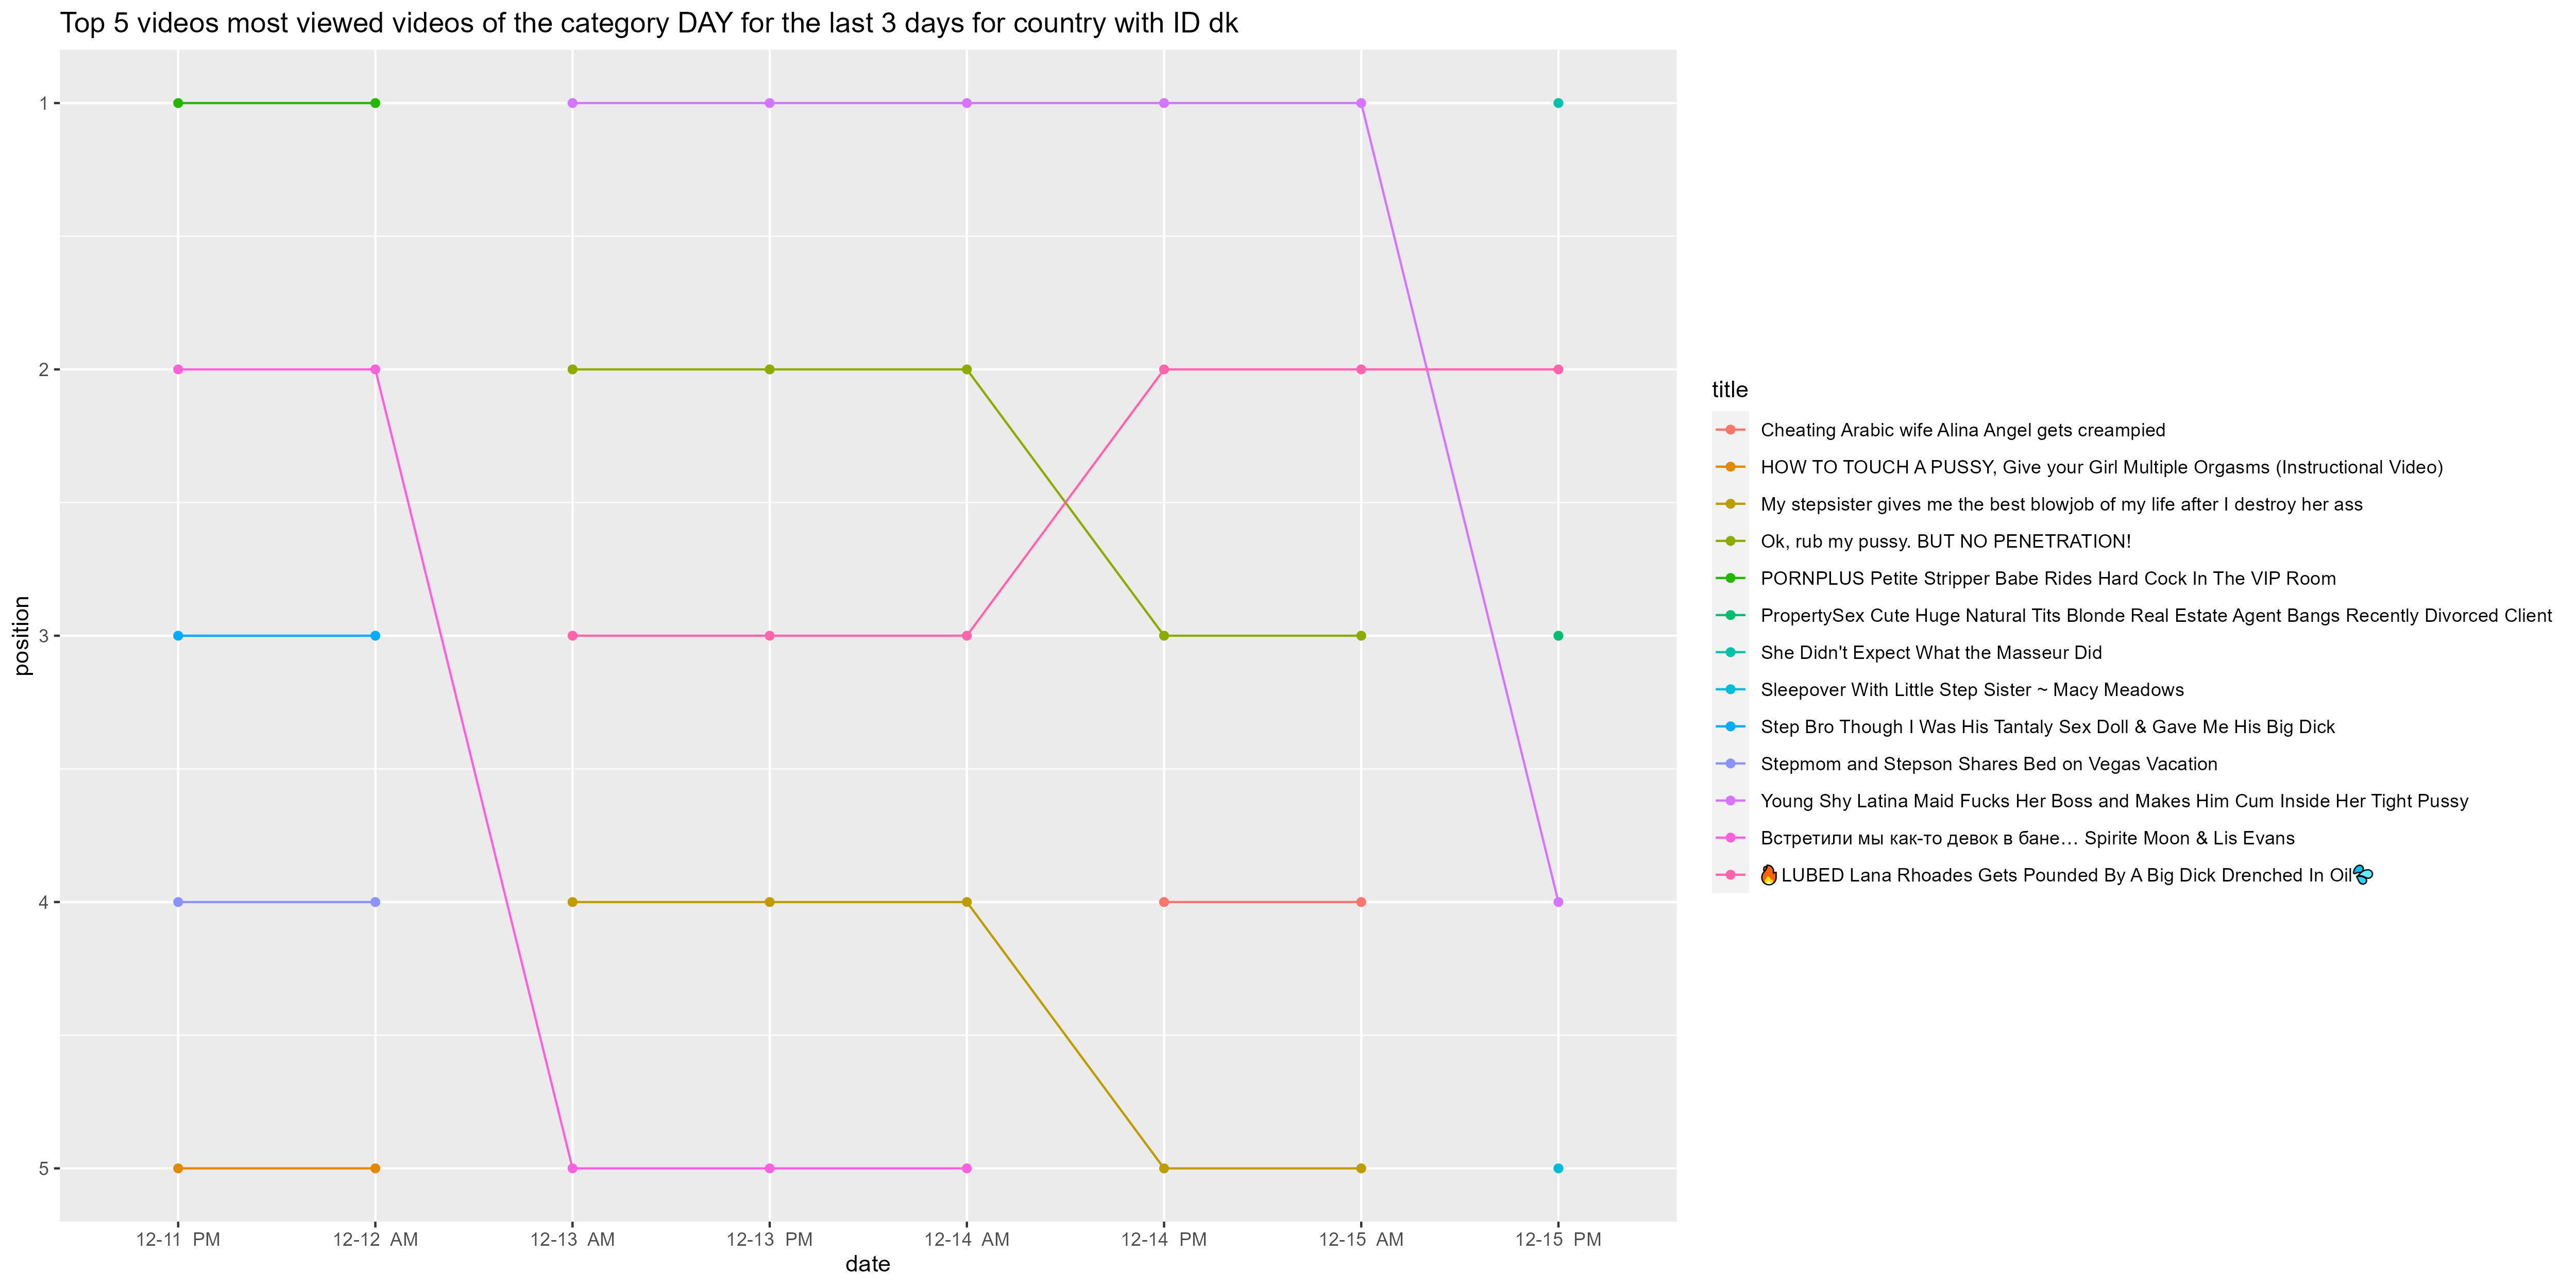 Top 5 videos most viewed videos of the category DAY for the last 3 days for country with ID dk
position
1
2
3
4
5
12-11 PM
12-12 AM
12-13 AM
12-13 PM
12-14 AM
12-14 PM
12-15 AM
12-15 PM
date
title
Cheating Arabic wife Alina Angel gets creampied
HOW TO TOUCH A PUSSY, Give your Girl Multiple Orgasms (Instructional Video)
My stepsister gives me the best blowjob of my life after I destroy her ass
Ok, rub my pussy. BUT NO PENETRATION!
PORNPLUS Petite Stripper Babe Rides Hard Cock In The VIP Room
PropertySex Cute Huge Natural Tits Blonde Real Estate Agent Bangs Recently Divorced Client
She Didn't Expect What the Masseur Did
Sleepover With Little Step Sister ~ Macy Meadows
Step Bro Though I Was His Tantaly Sex Doll & Gave Me His Big Dick
Stepmom and Stepson Shares Bed on Vegas Vacation
Young Shy Latina Maid Fucks Her Boss and Makes Him Cum Inside Her Tight Pussy
Встретили мы как-то девок в бане… Spirite Moon & Lis Evans
🔥LUBED Lana Rhoades Gets Pounded By A Big Dick Drenched In Oil💦